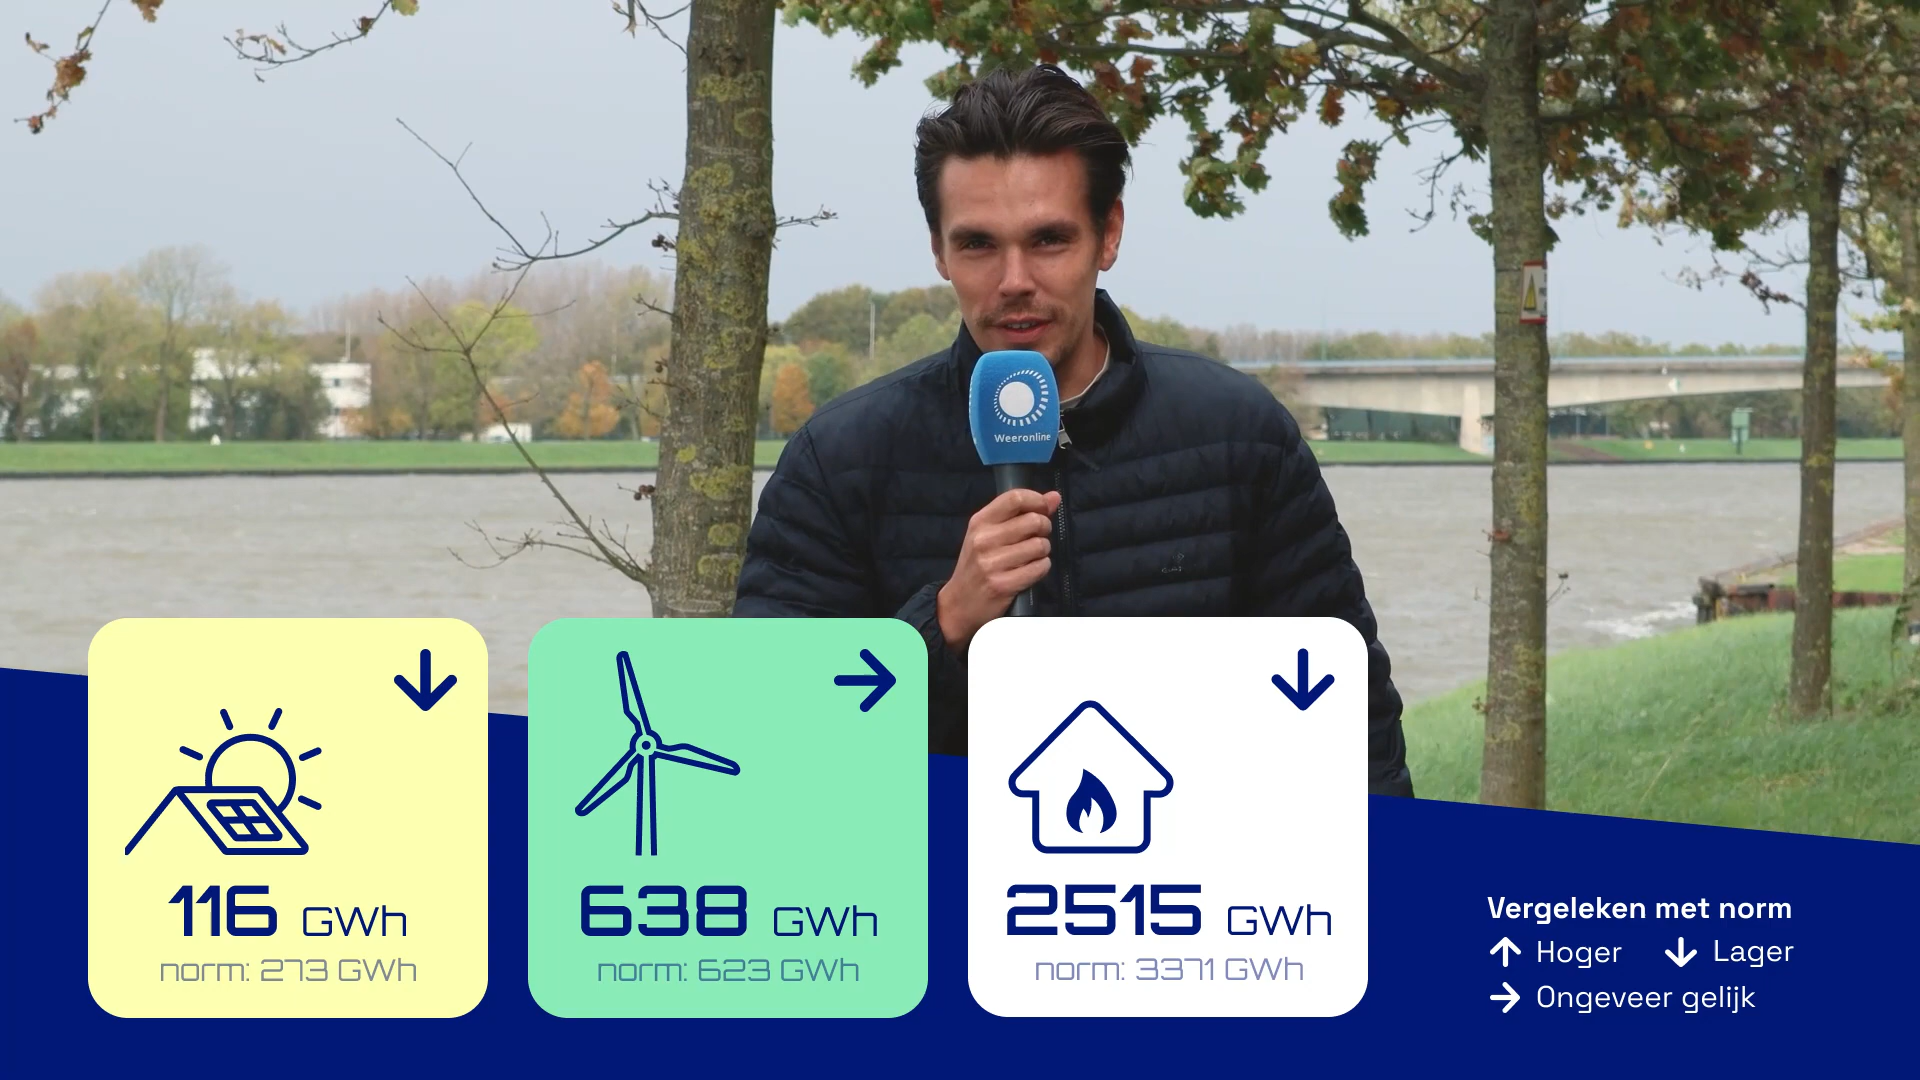 Weeronline
116 GWh
norm: 273 GWh
638 GWh
norm: 623 GWh
2515 GWh
norm: 3371 GWh
Vergeleken met norm
Hoger Lager
Ongeveer gelijk